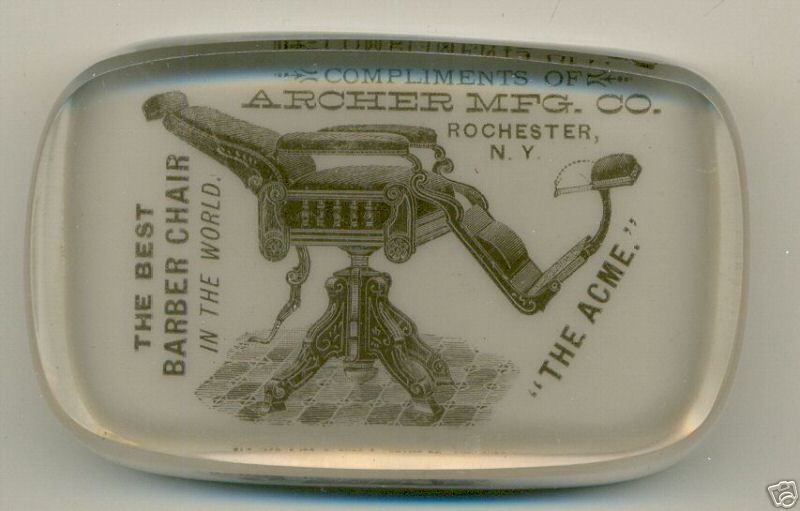 COMPLIMENTS OF
ARCHER MFG. CO.
ROCHESTER,
N. Y.
THE BEST
BARBER CHAIR
IN THE WORLD.
"THE ACME."